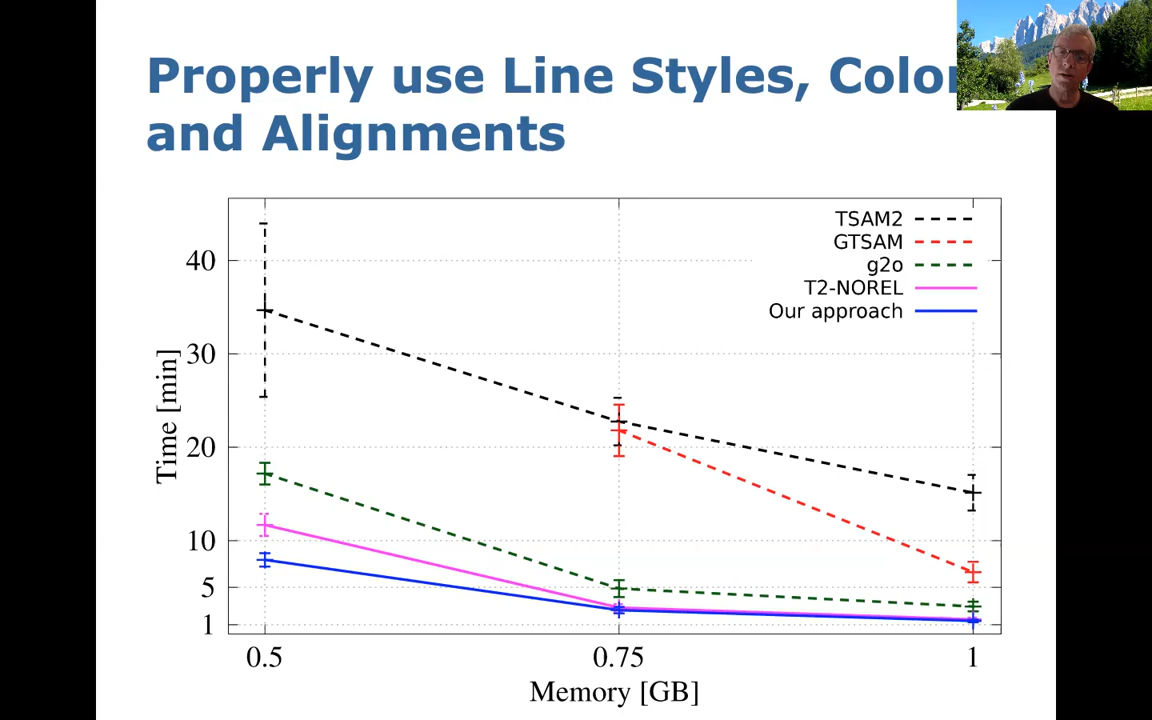 Properly use Line Styles, Color
and Alignments
TSAM2
GTSAM
g2o
T2-NOREL
Our approach
40
30
20
10
5
1
Time [min]
0.5 0.75 1
Memory [GB]